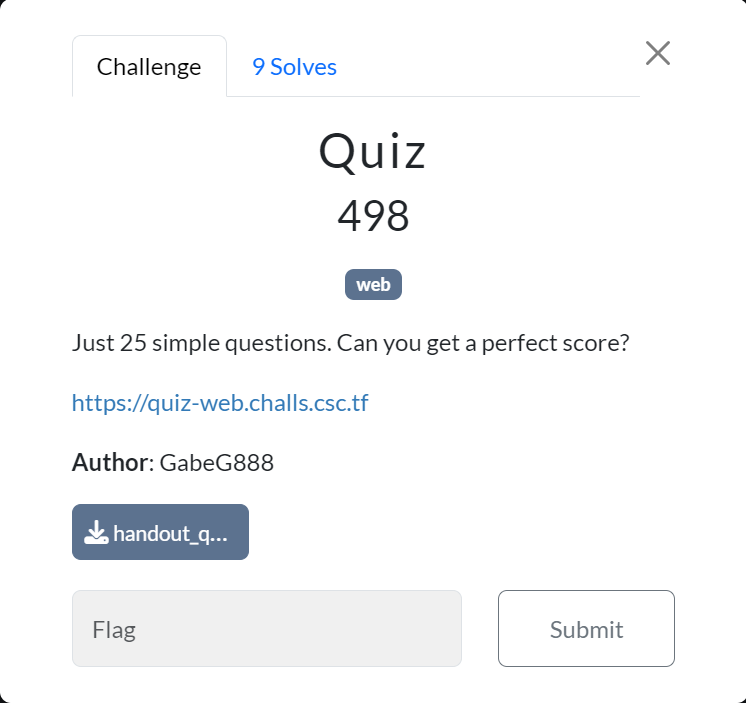 Challenge
9 Solves
Quiz
498
web
Just 25 simple questions. Can you get a perfect score?
https://quiz-web.challs.csc.tf
Author: GabeG888
handout_q...
Flag
Submit